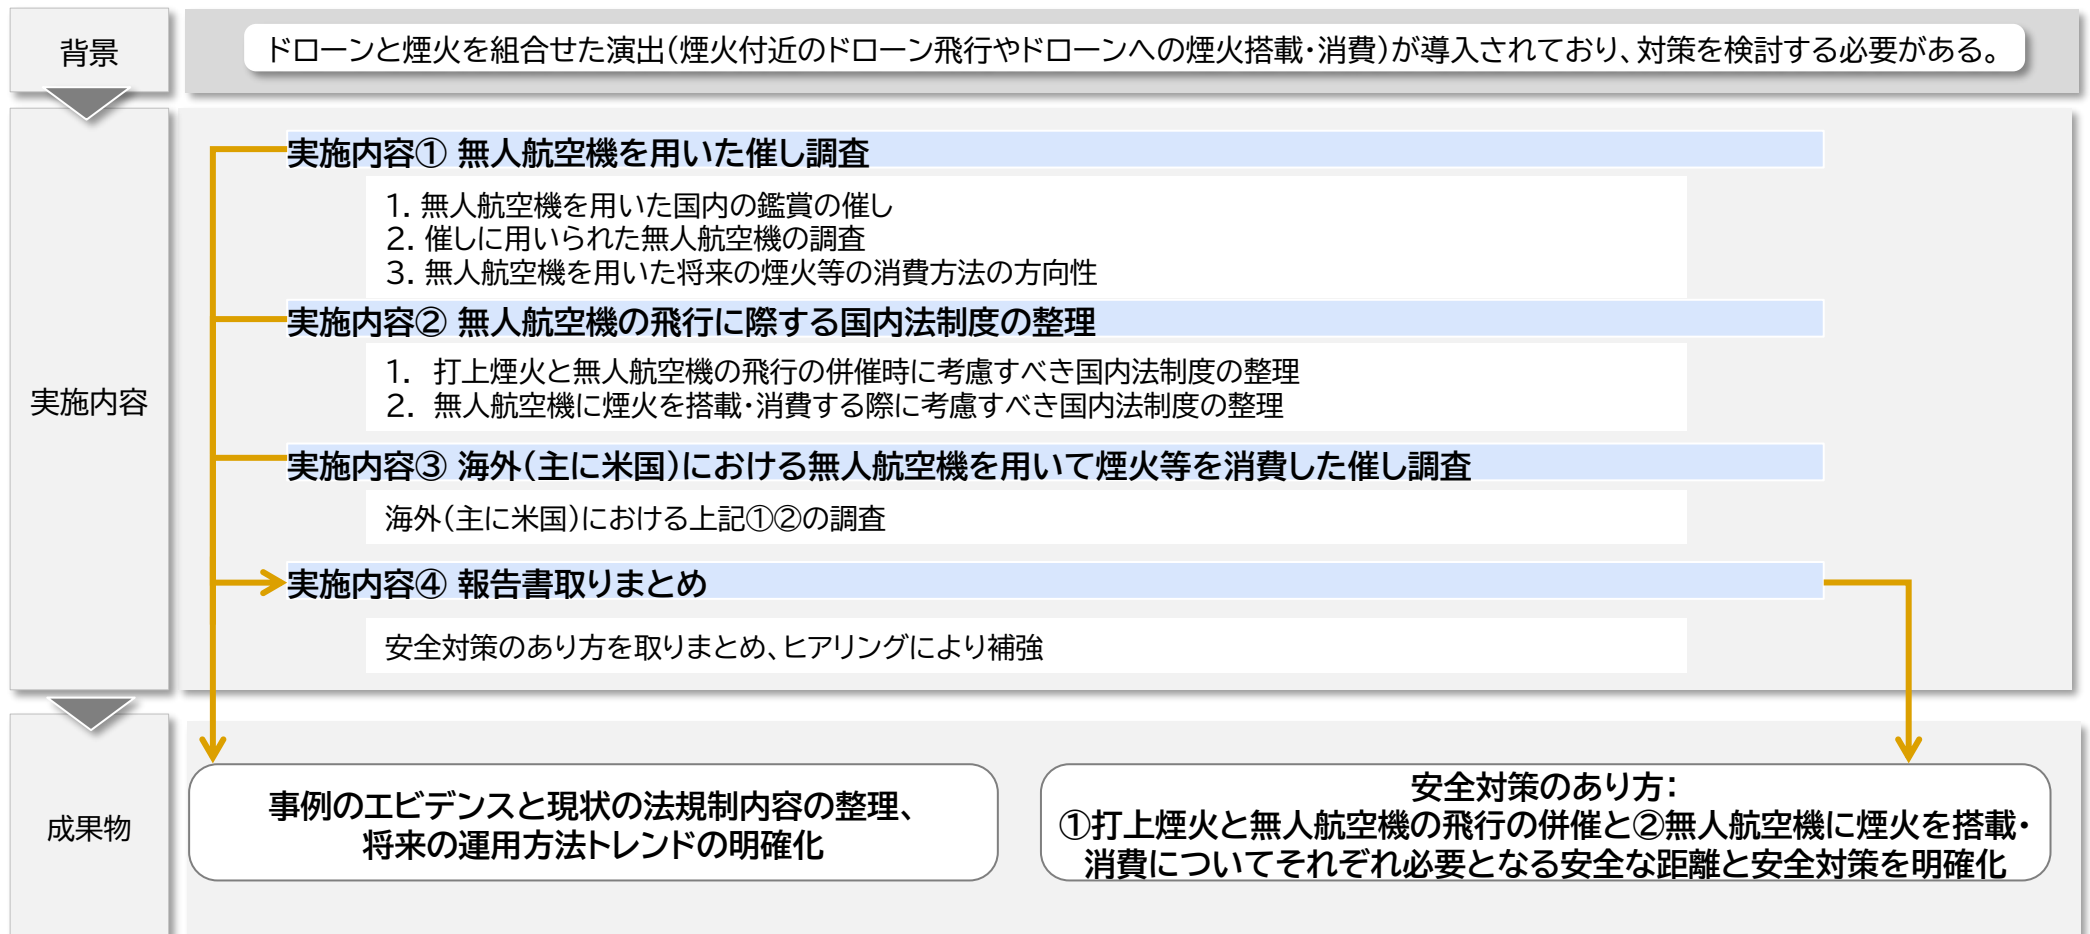 背景
ドローンと煙火を組合せた演出(煙火付近のドローン飛行やドローンへの煙火搭載・消費)が導入されており、対策を検討する必要がある。
実施内容
実施内容① 無人航空機を用いた催し調査
1. 無人航空機を用いた国内の鑑賞の催し
2. 催しに用いられた無人航空機の調査
3. 無人航空機を用いた将来の煙火等の消費方法の方向性
実施内容② 無人航空機の飛行に際する国内法制度の整理
1. 打上煙火と無人航空機の飛行の併催時に考慮すべき国内法制度の整理
2. 無人航空機に煙火を搭載・消費する際に考慮すべき国内法制度の整理
実施内容③ 海外(主に米国)における無人航空機を用いて煙火等を消費した催し調査
海外(主に米国)における上記①②の調査
実施内容④ 報告書取りまとめ
安全対策のあり方を取りまとめ、ヒアリングにより補強
成果物
事例のエビデンスと現状の法規制内容の整理、
将来の運用方法トレンドの明確化
安全対策のあり方:
①打上煙火と無人航空機の飛行の併催と②無人航空機に煙火を搭載・
消費についてそれぞれ必要となる安全な距離と安全対策を明確化